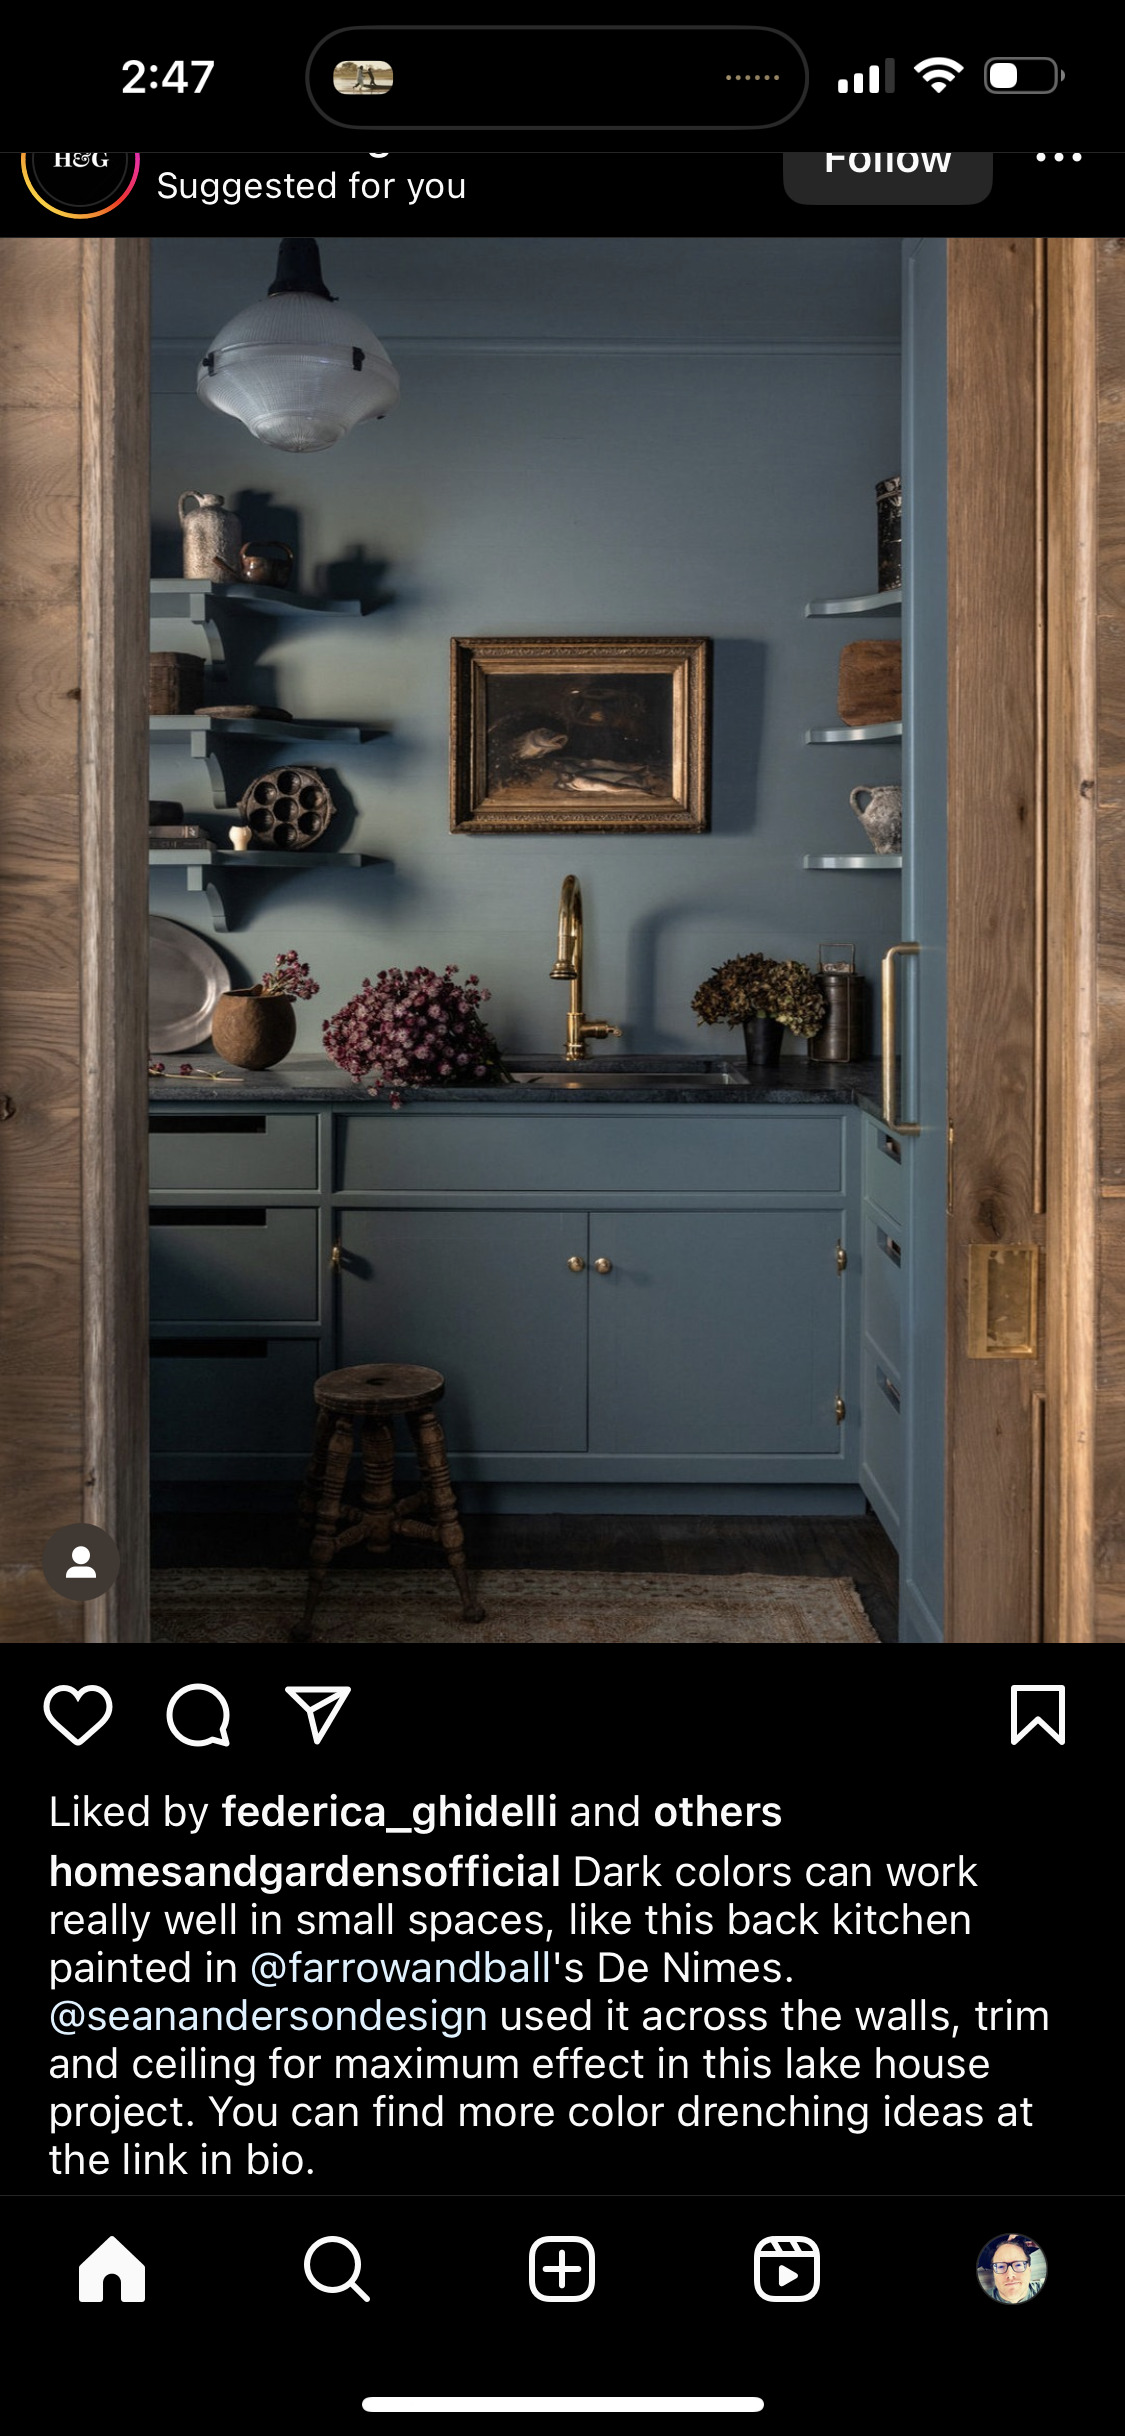 2:47
H&G
Suggested for you
Follow
Liked by federica_ghidelli and others
homesandgardensofficial Dark colors can work
really well in small spaces, like this back kitchen
painted in @farrowandball's De Nimes.
@seanandersondesign used it across the walls, trim
and ceiling for maximum effect in this lake house
project. You can find more color drenching ideas at
the link in bio.